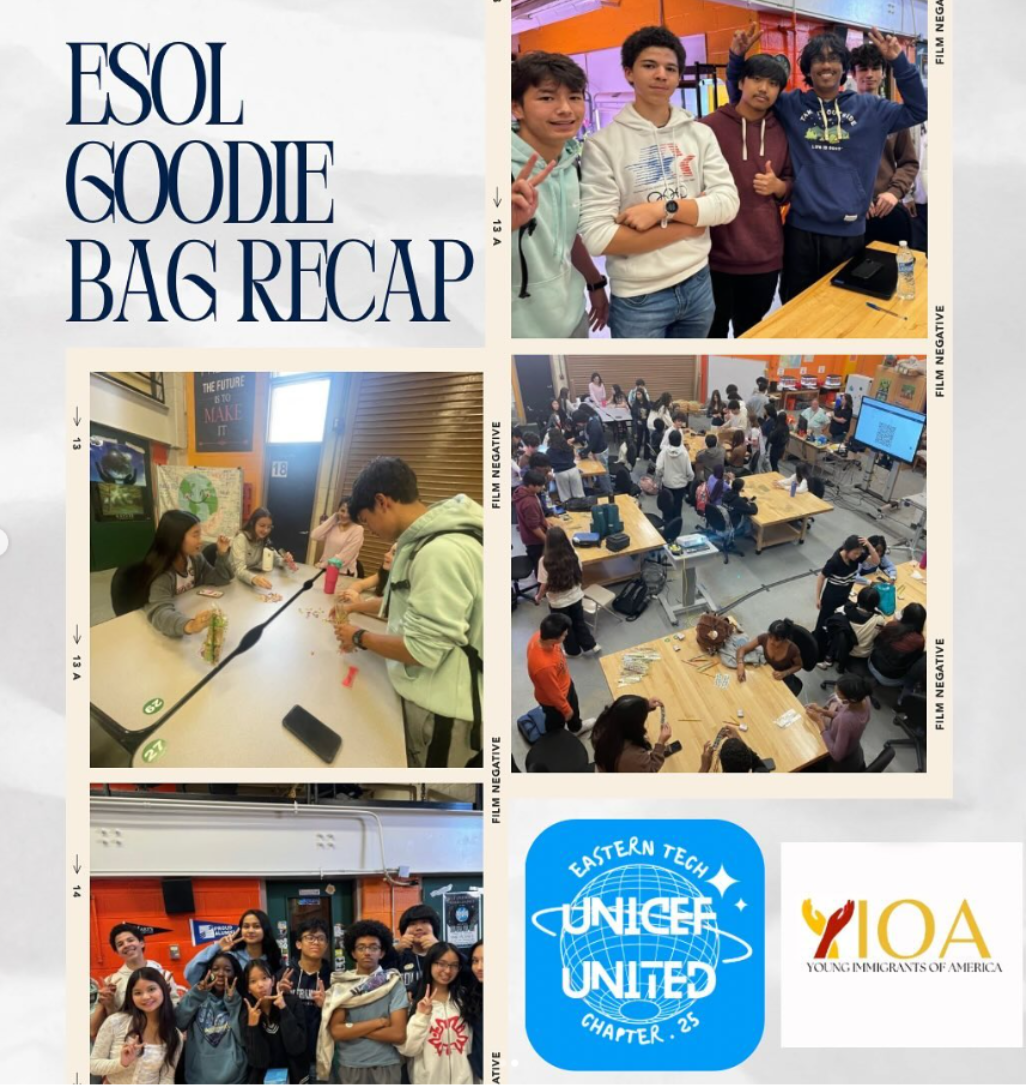 ESOL
GOODIE
BAG RECAP
→ 13 A
FILM NEGATIVE
FILM NEGATIVE
FILM NEGATIVE
→ 13
→ 13 A
→ 14
FILM NEGATIVE
FILM NEGATIVE
THE FUTURE
IS TO
MAKE
IT
18
29
27
EASTERN TECH
UNICEF
UNITED
CHAPTER . 25
YIOA
YOUNG IMMIGRANTS OF AMERICA